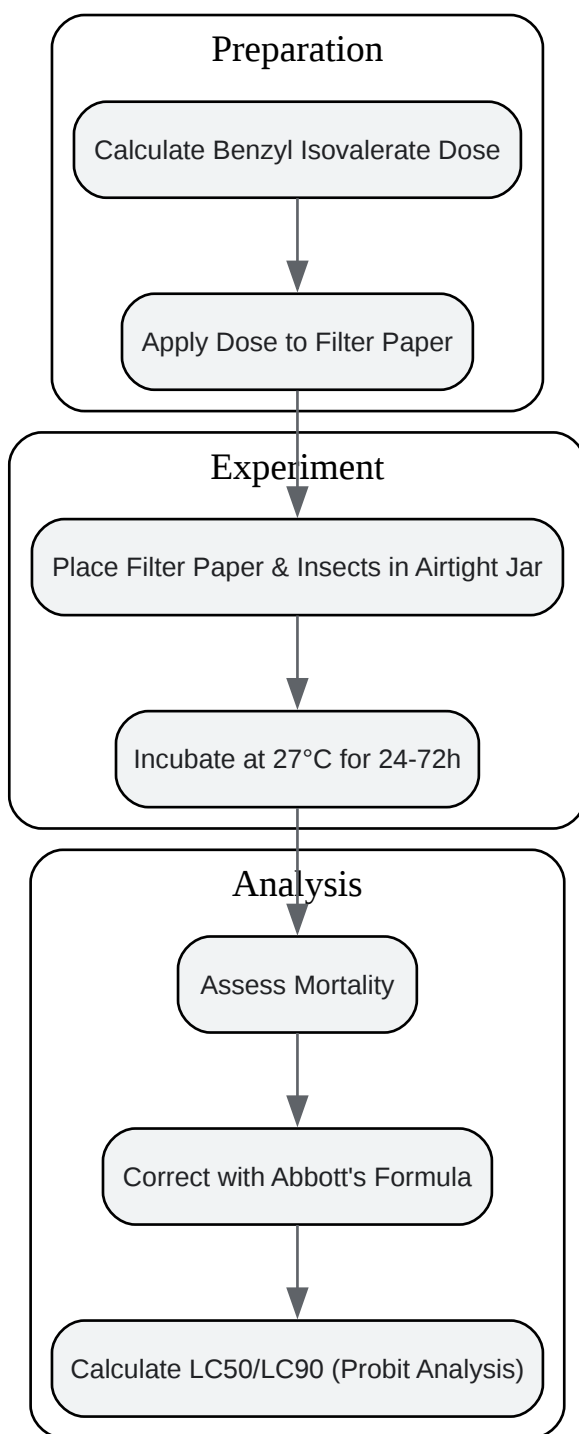 Preparation
Calculate Benzyl Isovalerate Dose
Apply Dose to Filter Paper
Experiment
Place Filter Paper & Insects in Airtight Jar
Incubate at 27°C for 24-72h
Analysis
Assess Mortality
Correct with Abbott's Formula
Calculate LC50/LC90 (Probit Analysis)